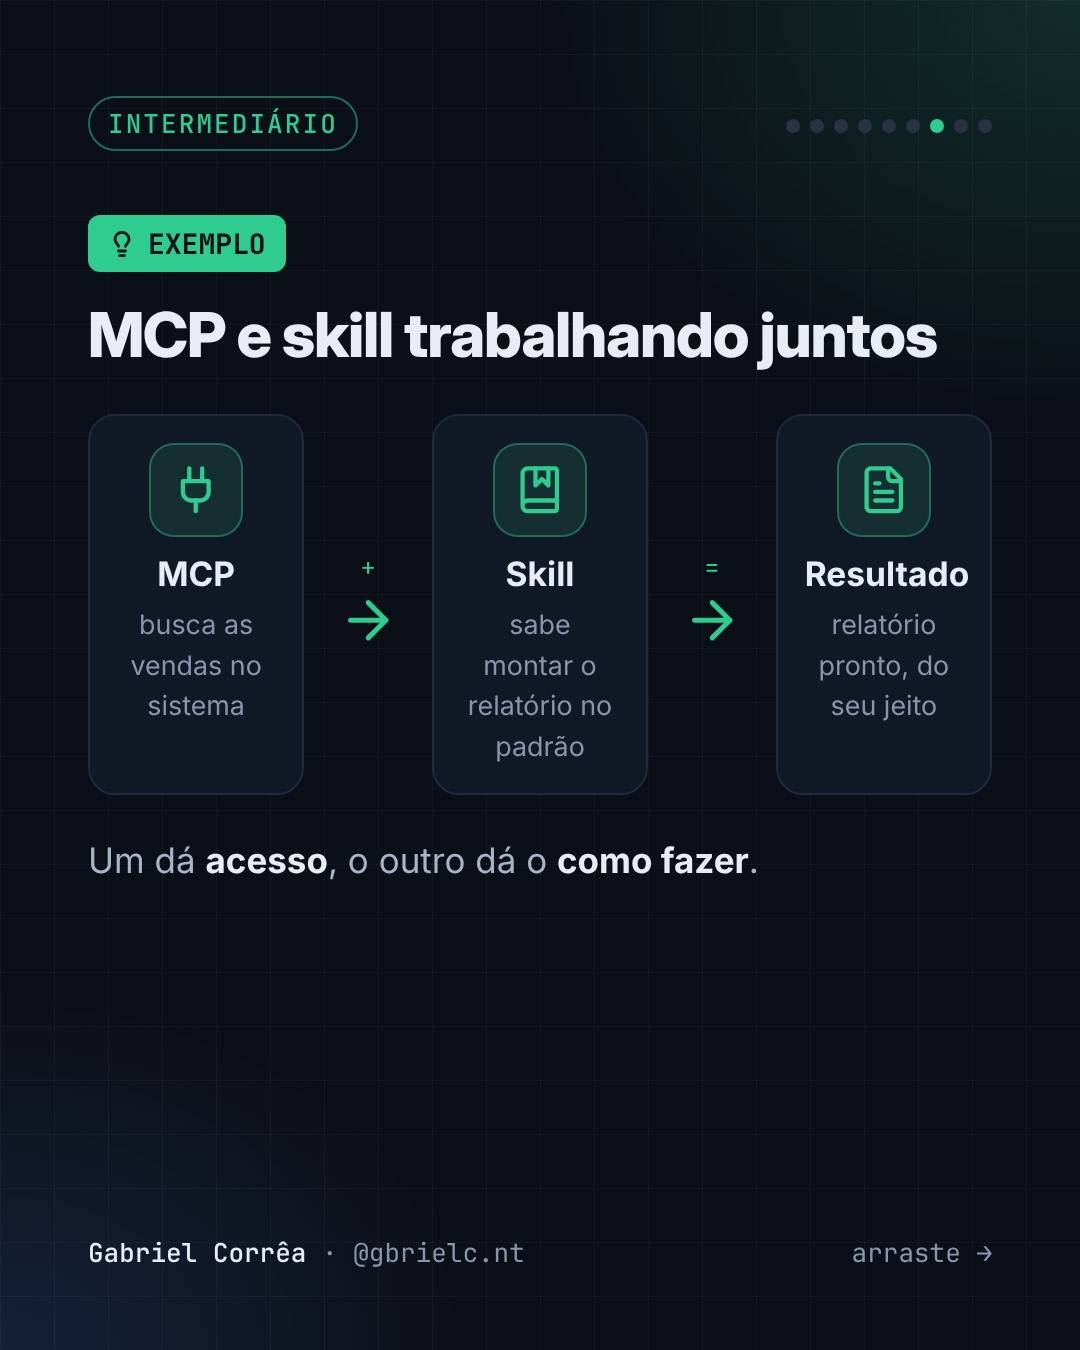 INTERMEDIÁRIO
EXEMPLO
MCP e skill trabalhando juntos
MCP
busca as
vendas no
sistema
+
→
Skill
sabe
montar o
relatório no
padrão
=
→
Resultado
relatório
pronto, do
seu jeito
Um dá acesso, o outro dá o como fazer.
Gabriel Corrêa · @gbrielc.nt
arraste →